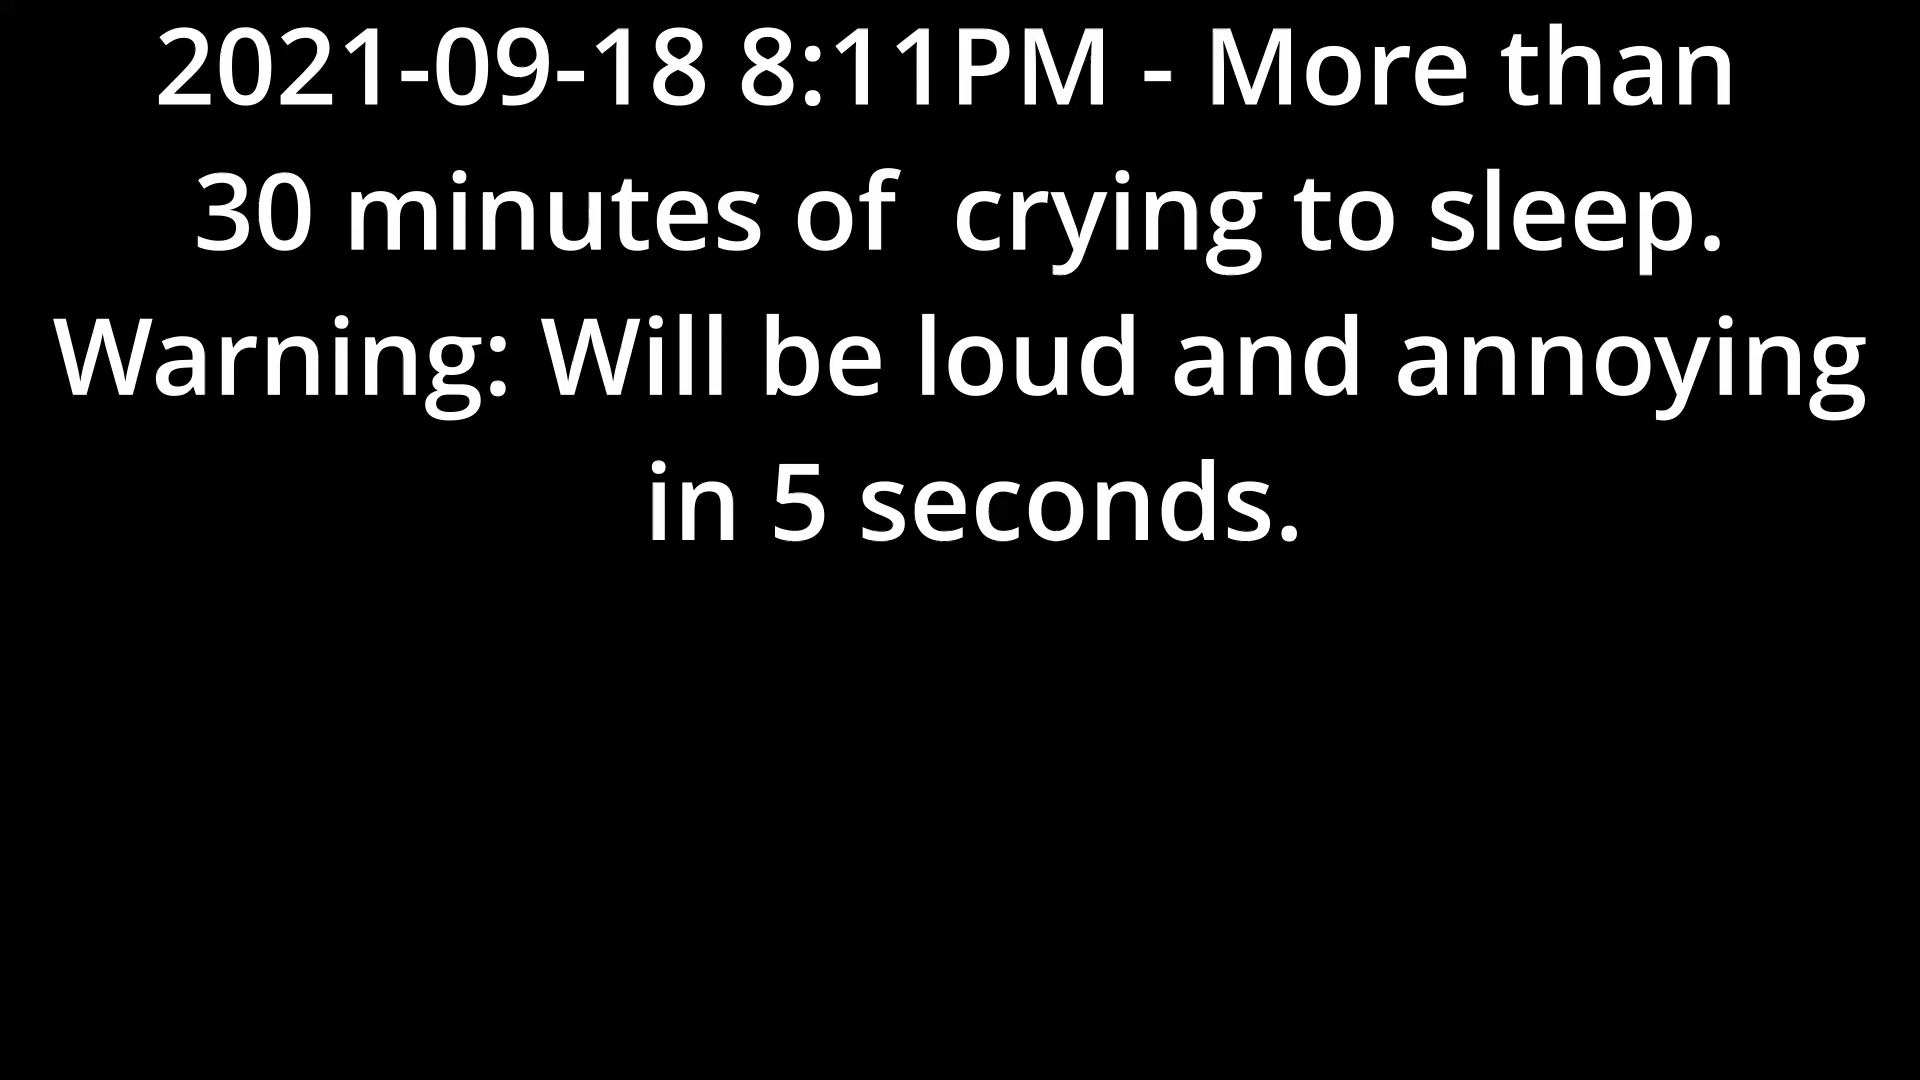 2021-09-18 8:11PM - More than
30 minutes of  crying to sleep.
Warning: Will be loud and annoying
in 5 seconds.